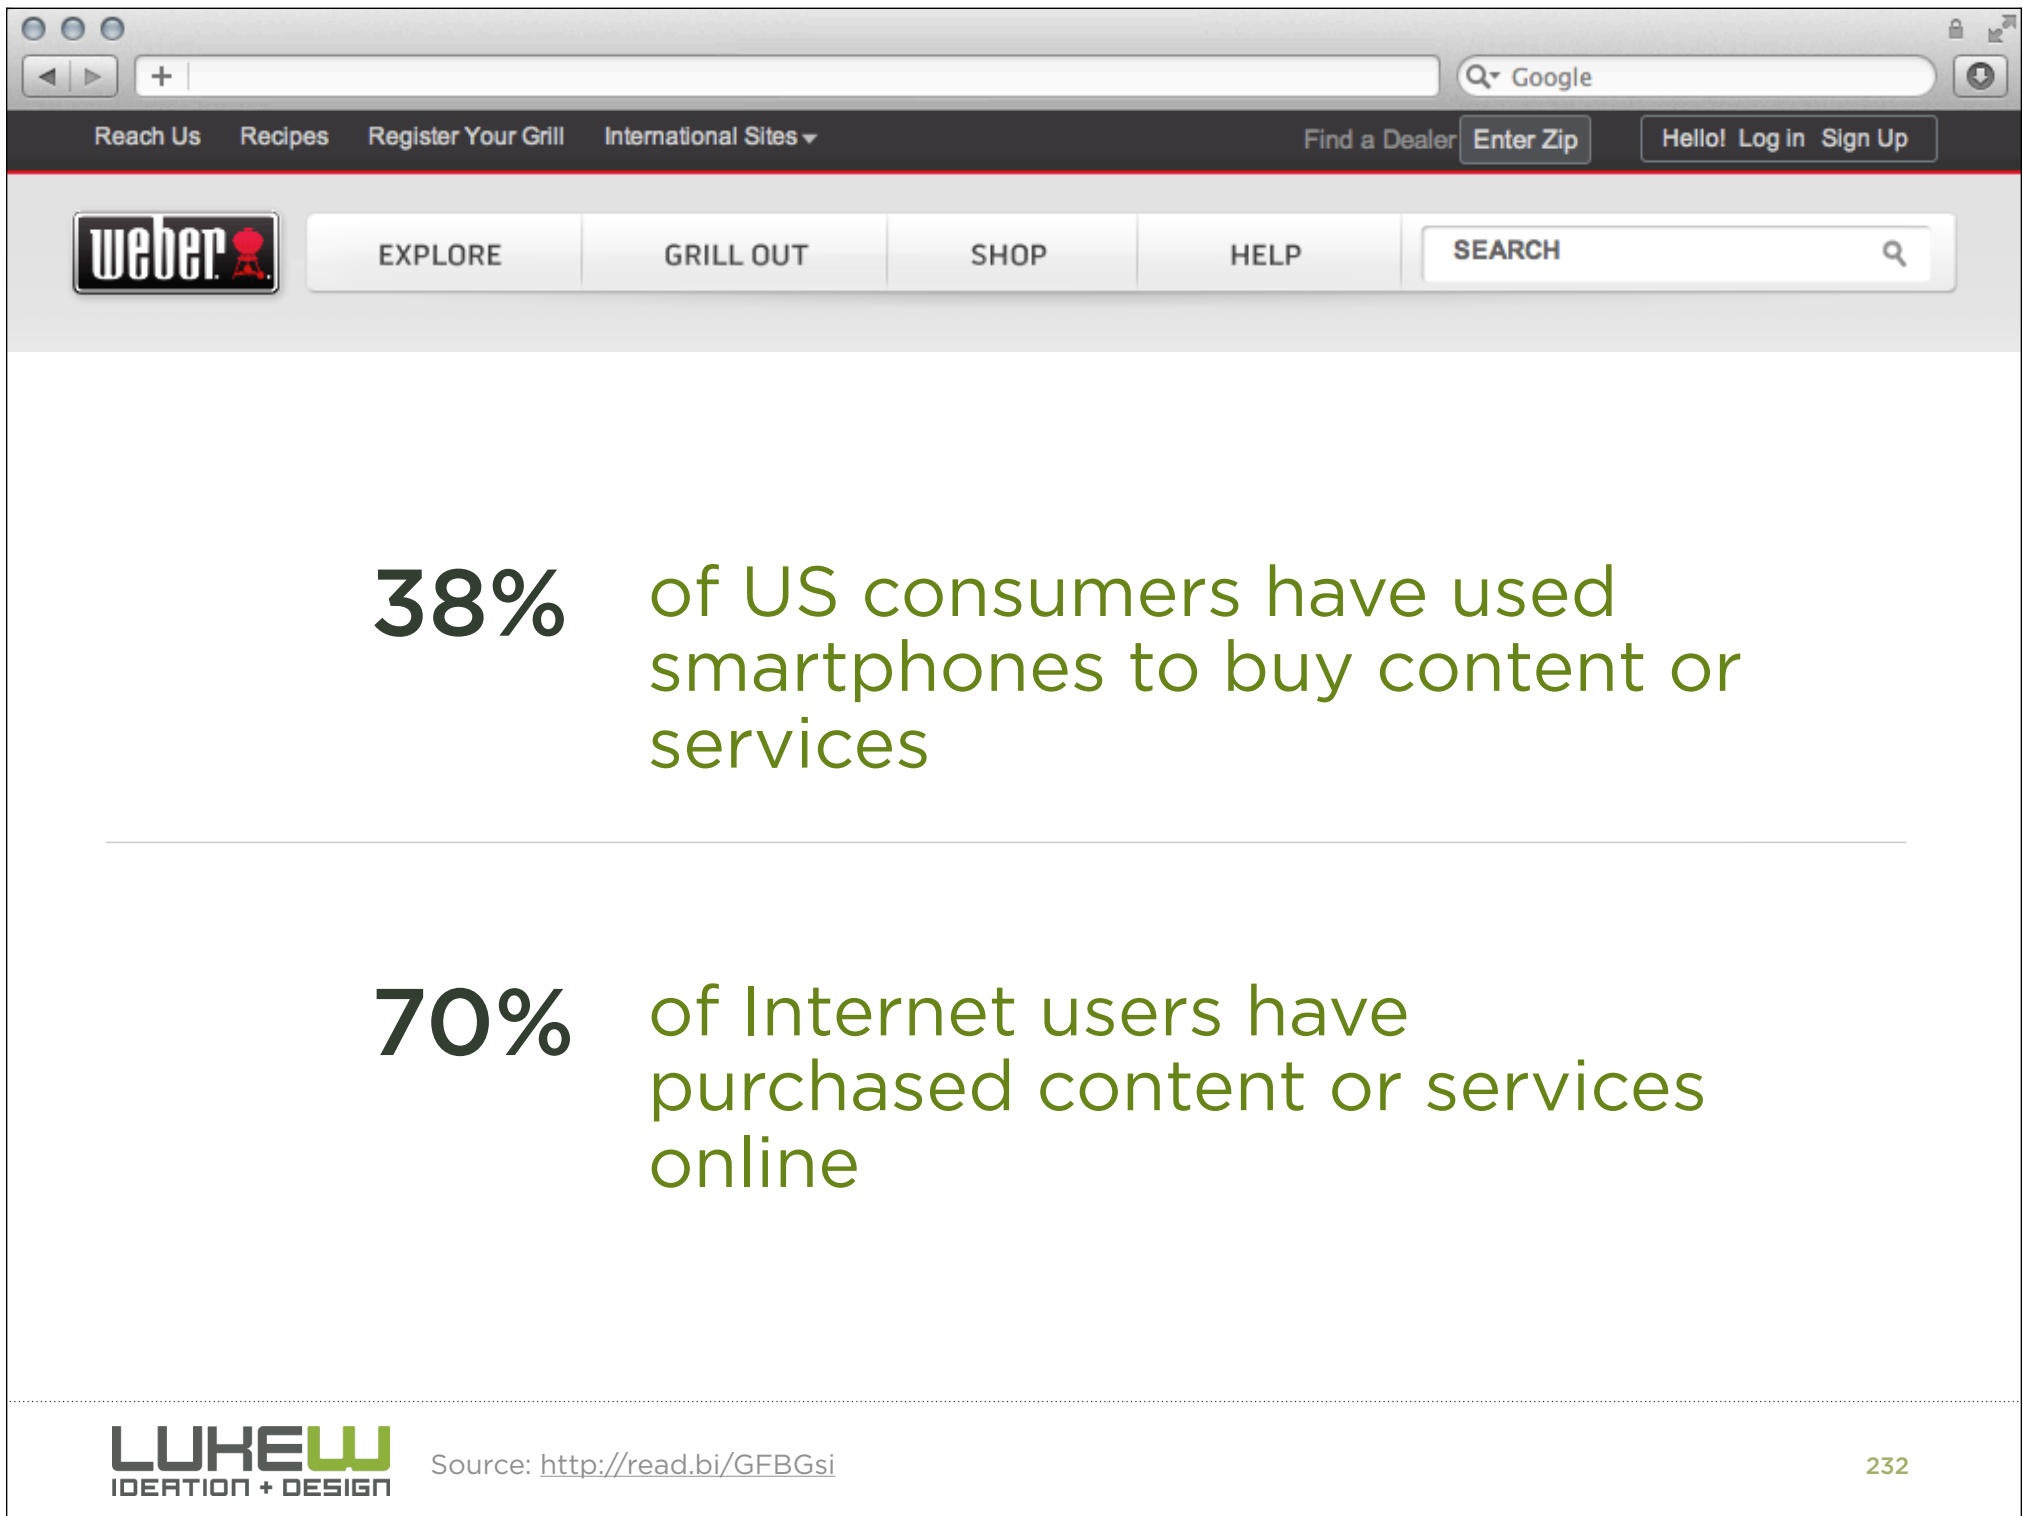 Google
Reach Us Recipes Register Your Grill International Sites Find a Dealer Enter Zip Hello! Log in Sign Up
weber EXPLORE GRILL OUT SHOP HELP SEARCH
38% of US consumers have used
smartphones to buy content or
services
70% of Internet users have
purchased content or services
online
LUKEW
IDEATION + DESIGN
Source: http://read.bi/GFBGsi
232